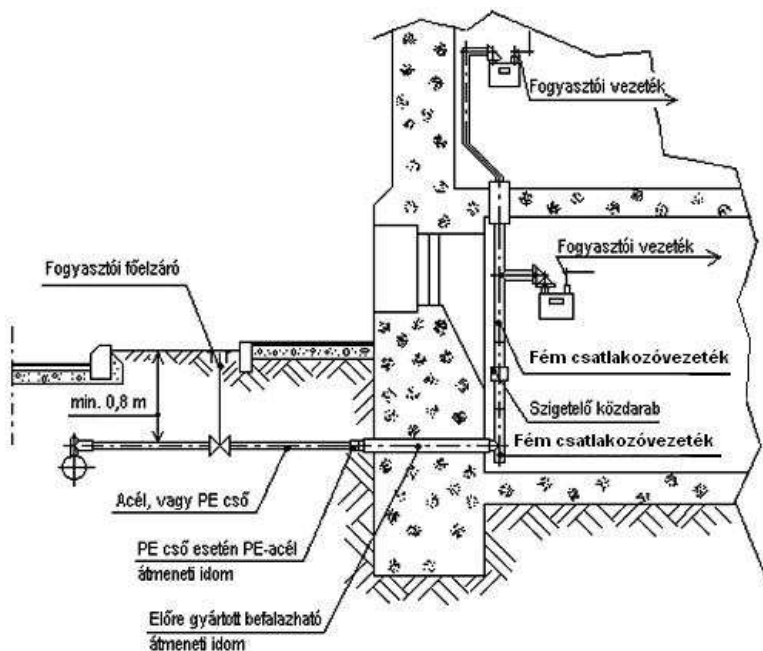 Fogyasztói vezeték
Fogyasztói vezeték
Fogyasztói főelzáró
Fém csatlakozóvezeték
min. 0,8 m
Szigetelő közdarab
Fém csatlakozóvezeték
Acél, vagy PE cső
PE cső esetén PE-acél
átmeneti idom
Előre gyártott befalazható
átmeneti idom